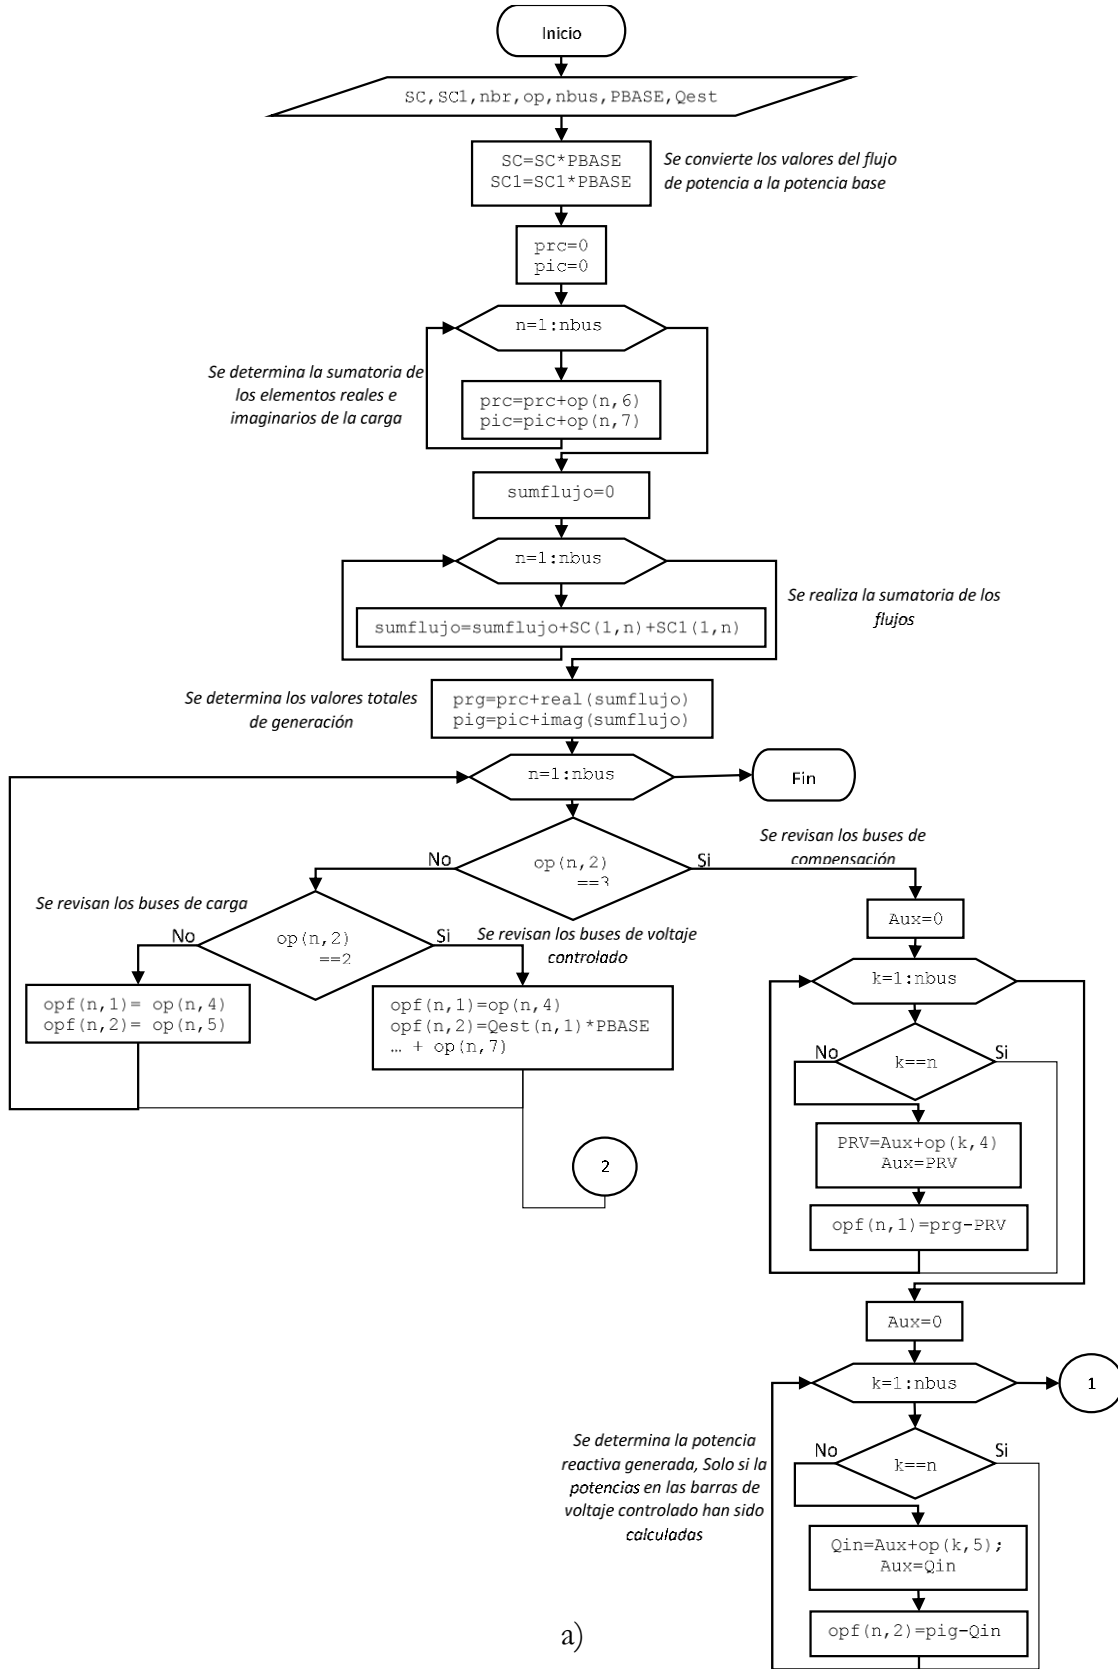 Inicio
SC,SC1,nbr,op,nbus,PBASE,Qest
SC=SC*PBASE
SC1=SC1*PBASE
Se convierte los valores del flujo
de potencia a la potencia base
prc=0
pic=0
n=1:nbus
Se determina la sumatoria de
los elementos reales e
imaginarios de la carga
prc=prc+op(n,6)
pic=pic+op(n,7)
sumflujo=0
n=1:nbus
Se realiza la sumatoria de los
flujos
sumflujo=sumflujo+SC(1,n)+SC1(1,n)
Se determina los valores totales
de generación
prg=prc+real(sumflujo)
pig=pic+imag(sumflujo)
n=1:nbus
Fin
Se revisan los buses de
compensación
No
op(n,2)
==3
Si
Se revisan los buses de carga
Aux=0
No
op(n,2)
==2
Si
Se revisan los buses de voltaje
controlado
k=1:nbus
opf(n,1)= op(n,4)
opf(n,2)= op(n,5)
opf(n,1)=op(n,4)
opf(n,2)=Qest(n,1)*PBASE
… + op(n,7)
No
k==n
Si
PRV=Aux+op(k,4)
Aux=PRV
2
opf(n,1)=prg-PRV
Aux=0
k=1:nbus
1
Se determina la potencia
reactiva generada, Solo si la
potencias en las barras de
voltaje controlado han sido
calculadas
No
k==n
Si
Qin=Aux+op(k,5);
Aux=Qin
opf(n,2)=pig-Qin
a)